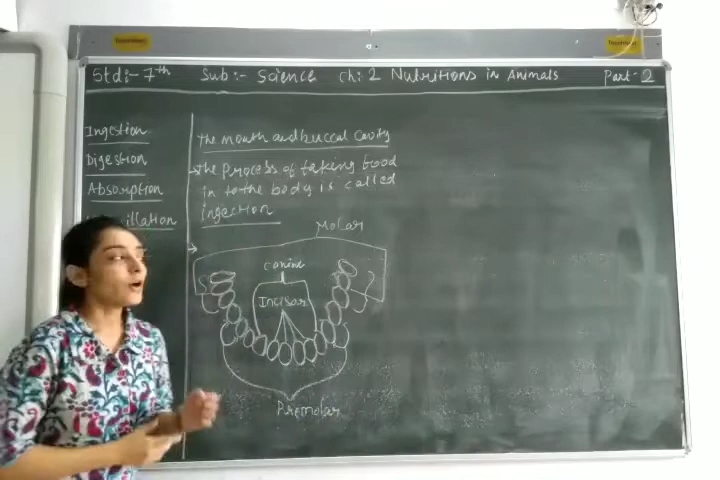 Std:- 7th Sub:- Science Ch: 2 Nutritions in Animals Part- 2
Ingestion
Digestion
Absorption
illation
The mouth and buccal cavity
The process of taking food
in to the body is called
ingection
Molar
canine
Incisor
Premolar